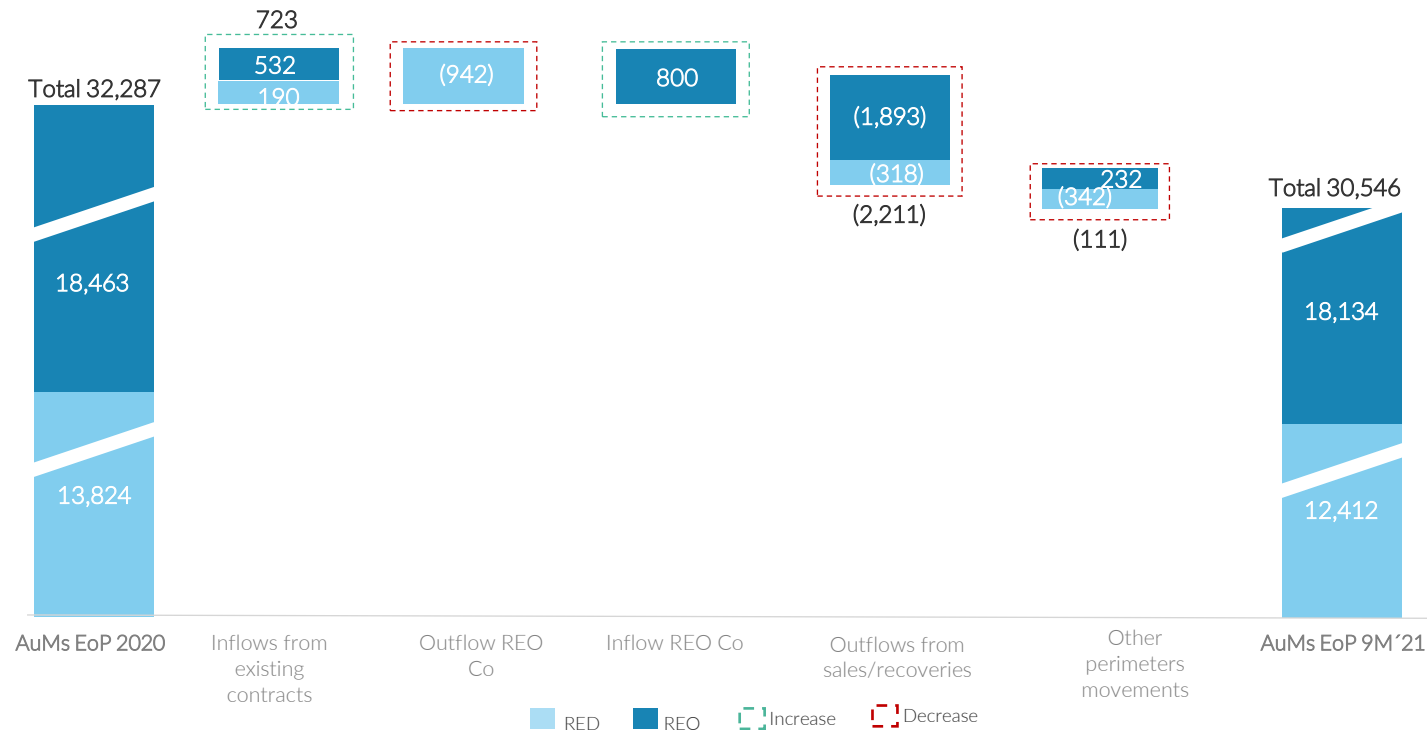 723
532
190
(942)
800
Total 32,287
(1,893)
(318)
(2,211)
232
(342)
(111)
Total 30,546
18,463
18,134
13,824
12,412
AuMs EoP 2020
Inflows from
existing
contracts
Outflow REO
Co
Inflow REO Co
Outflows from
sales/recoveries
Other
perimeters
movements
AuMs EoP 9M´21
RED
REO
Increase
Decrease